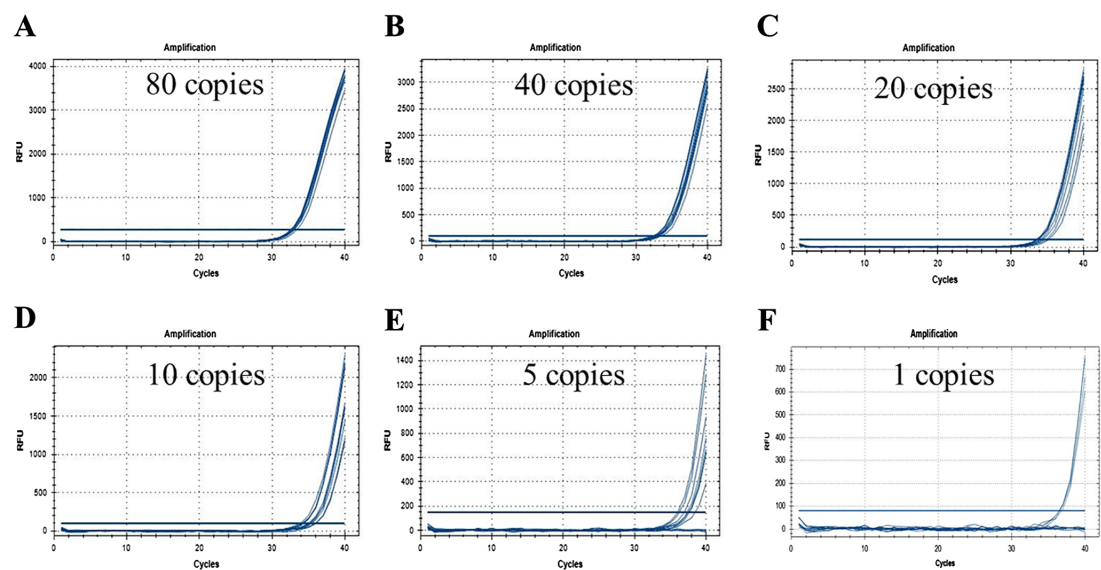 A
Amplification
80 copies
4000
3000
2000
1000
0
RFU
0 10 20 30 40
Cycles
B
Amplification
40 copies
3000
2500
2000
1500
1000
500
0
RFU
0 10 20 30 40
Cycles
C
Amplification
20 copies
2500
2000
1500
1000
500
0
RFU
0 10 20 30 40
Cycles
D
Amplification
10 copies
2000
1500
1000
500
0
RFU
0 10 20 30 40
Cycles
E
Amplification
5 copies
1400
1200
1000
800
600
400
200
0
RFU
0 10 20 30 40
Cycles
F
Amplification
1 copies
700
600
500
400
300
200
100
0
RFU
0 10 20 30 40
Cycles